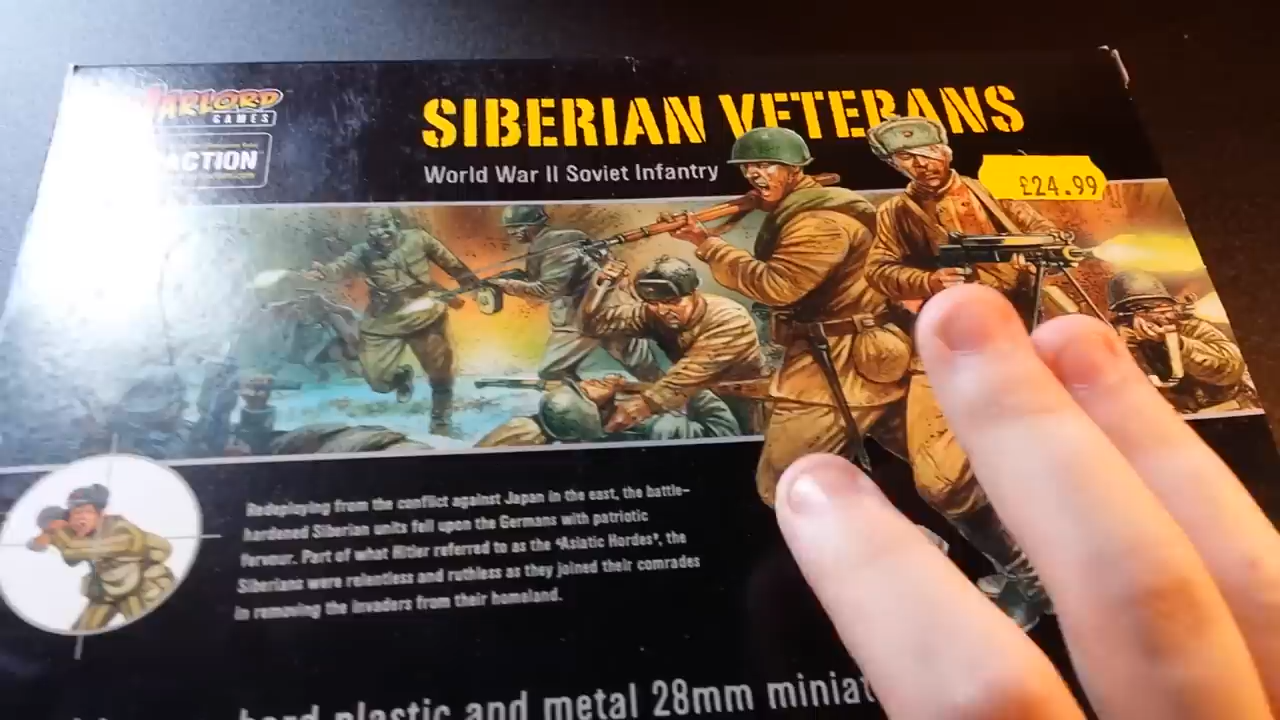 WARLORD
GAMES
ACTION
SIBERIAN VETERANS
World War II Soviet Infantry
£24.99
Redeploying from the conflict against Japan in the east, the battle-
hardened Siberian units fell upon the Germans with patriotic
fervour. Part of what Hitler referred to as the 'Asiatic Hordes', the
Siberians were relentless and ruthless as they joined their comrades
in removing the invaders from their homeland.
hard plastic and metal 28mm